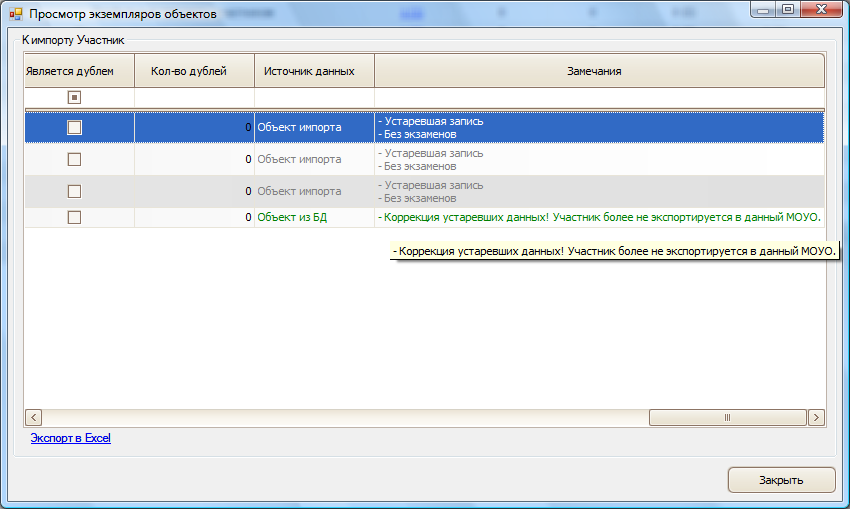 Просмотр экземпляров объектов
К импорту Участник
Является дублем Кол-во дублей Источник данных Замечания
0 Объект импорта - Устаревшая запись
- Без экзаменов
0 Объект импорта - Устаревшая запись
- Без экзаменов
0 Объект импорта - Устаревшая запись
- Без экзаменов
0 Объект из БД - Коррекция устаревших данных! Участник более не экспортируется в данный МОУО.
- Коррекция устаревших данных! Участник более не экспортируется в данный МОУО.
Экспорт в Excel
Закрыть